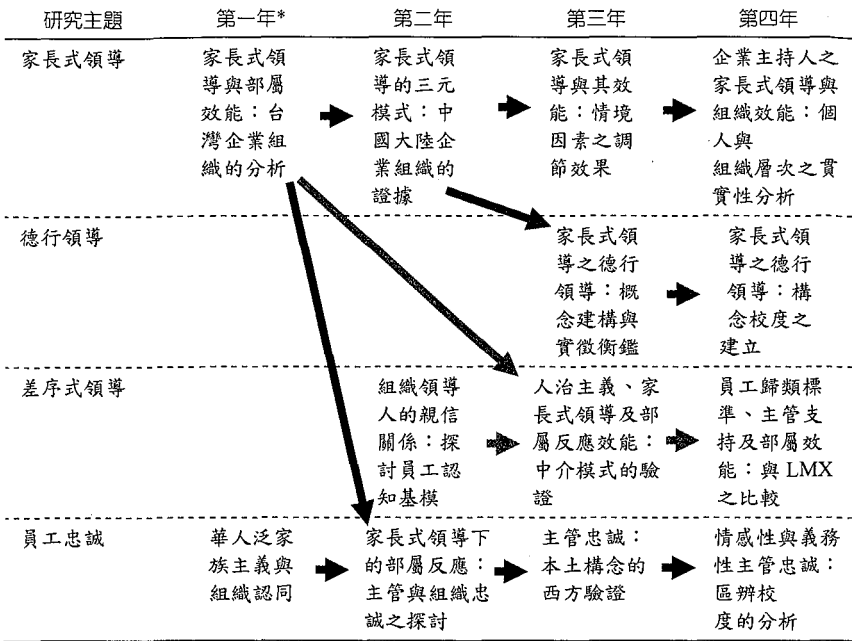 研究主題 第一年* 第二年 第三年 第四年
家長式領導
家長式領
導與部屬
效能：台
灣企業組
織的分析
家長式領
導的三元
模式：中
國大陸企
業組織的
證據
家長式領
導與其效
能：情境
因素之調
節效果
企業主持人之
家長式領導與
組織效能：個
人與
組織層次之貫
實性分析
德行領導
家長式領
導之德行
領導：概
念建構與
實徵衡鑑
家長式領
導之德行
領導：構
念校度之
建立
差序式領導
組織領導
人的親信
關係：探
討員工認
知基模
人治主義、家
長式領導及部
屬反應效能：
中介模式的驗
證
員工歸類標
準、主管支
持及部屬效
能：與 LMX
之比較
員工忠誠
華人泛家
族主義與
組織認同
家長式領導下
的部屬反應：
主管與組織忠
誠之探討
主管忠誠：
本土構念的
西方驗證
情感性與義務
性主管忠誠：
區辨校
度的分析